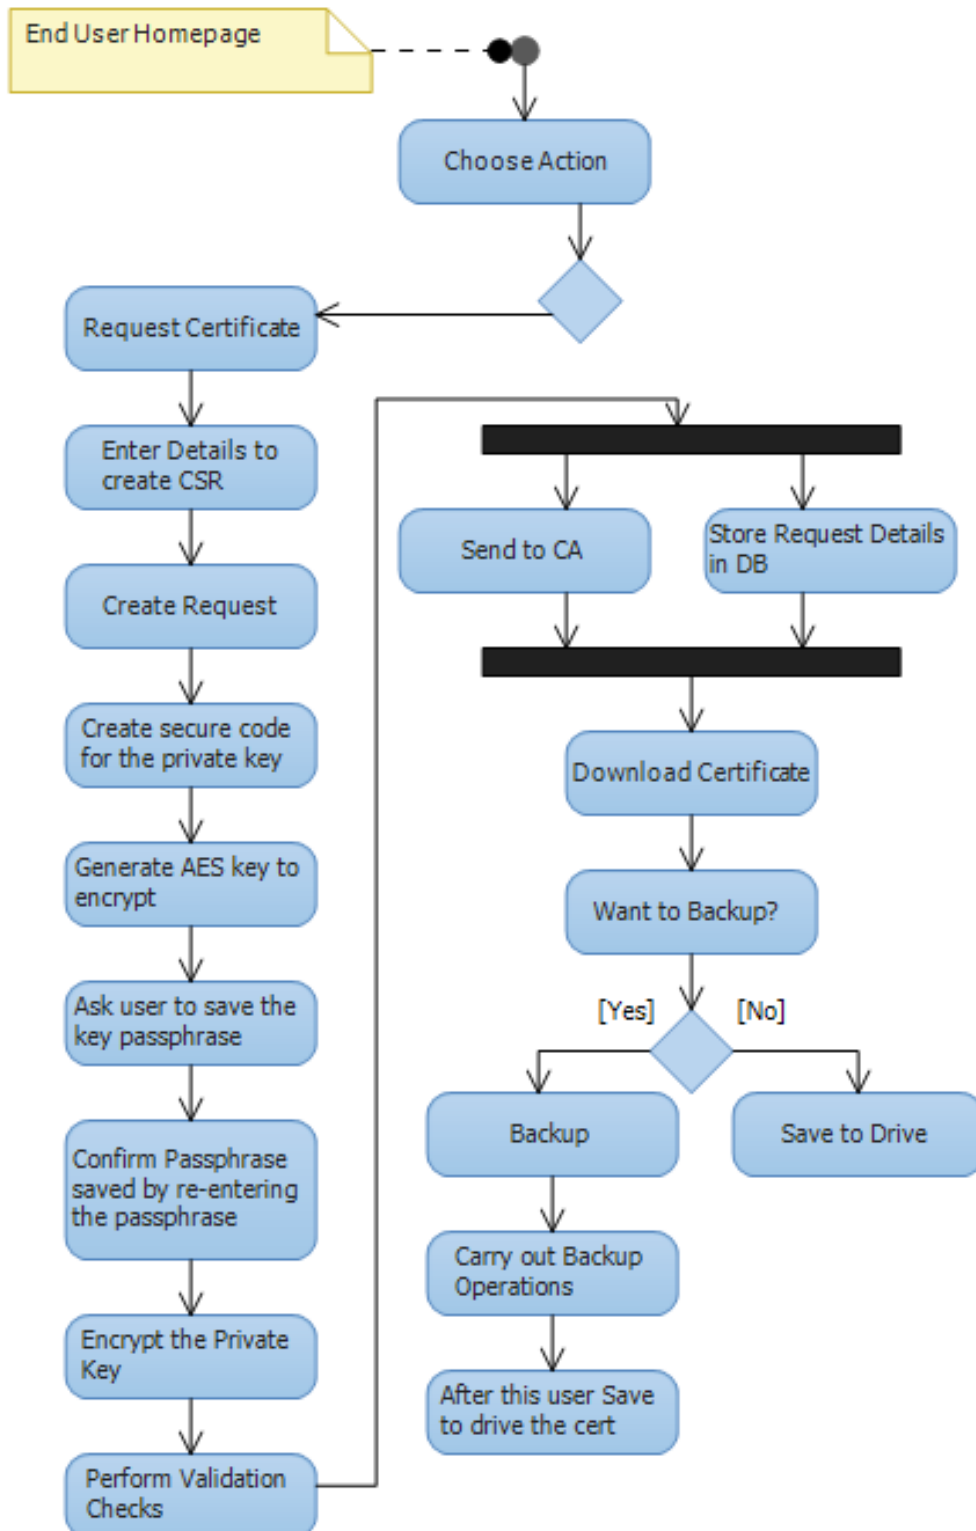 End User Homepage
Choose Action
Request Certificate
Enter Details to
create CSR
Create Request
Create secure code
for the private key
Generate AES key to
encrypt
Ask user to save the
key passphrase
Confirm Passphrase
saved by re-entering
the passphrase
Encrypt the Private
Key
Perform Validation
Checks
Send to CA
Store Request Details
in DB
Download Certificate
Want to Backup?
[Yes]
[No]
Backup
Save to Drive
Carry out Backup
Operations
After this user Save
to drive the cert